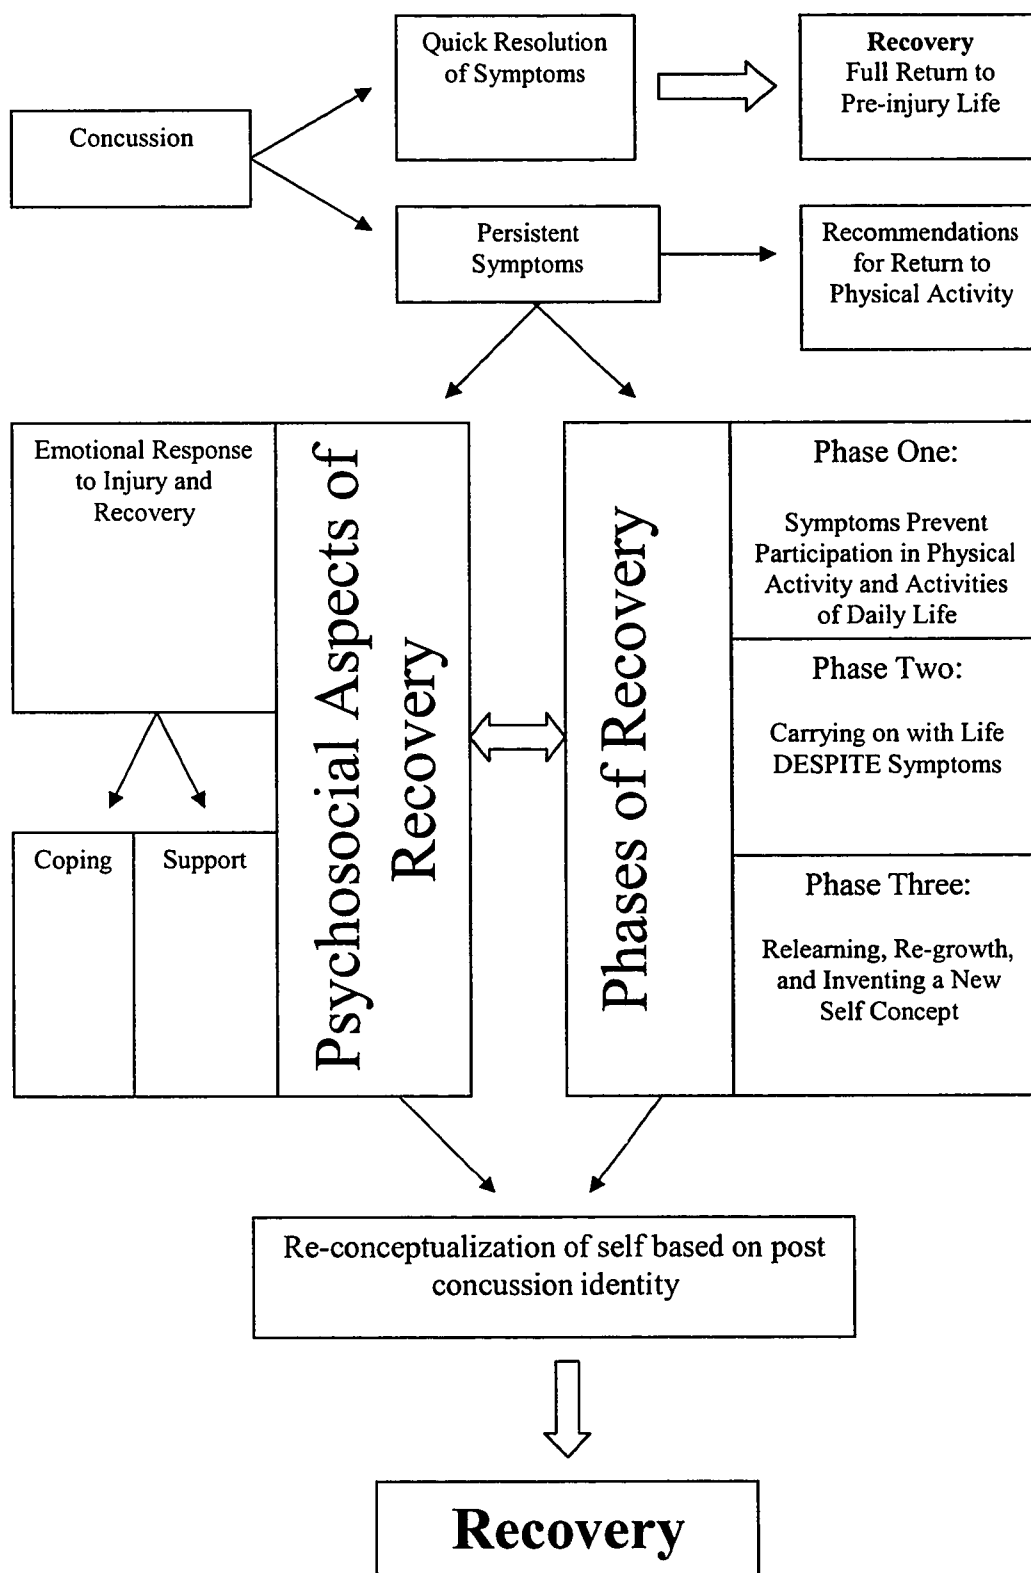 Quick Resolution
of Symptoms
Recovery
Full Return to
Pre-injury Life
Concussion
Persistent
Symptoms
Recommendations
for Return to
Physical Activity
Emotional Response
to Injury and
Recovery
Psychosocial Aspects of
Recovery
Phases of Recovery
Phase One:
Symptoms Prevent
Participation in Physical
Activity and Activities
of Daily Life
Phase Two:
Carrying on with Life
DESPITE Symptoms
Coping
Support
Phase Three:
Relearning, Re-growth,
and Inventing a New
Self Concept
Re-conceptualization of self based on post
concussion identity
Recovery